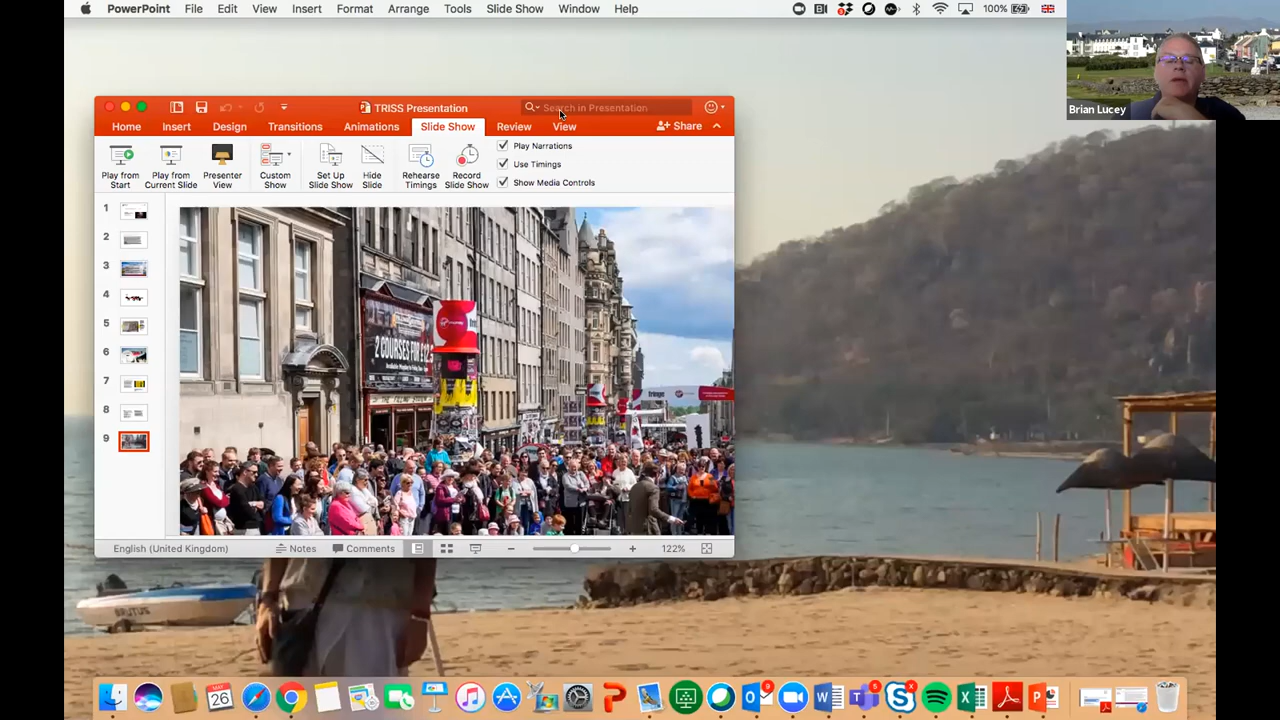 PowerPoint File Edit View Insert Format Arrange Tools Slide Show Window Help
100%
Brian Lucey
TRISS Presentation
Search in Presentation
Home Insert Design Transitions Animations Slide Show Review View Share
Play from Start
Play from Current Slide
Presenter View
Custom Show
Set Up Slide Show
Hide Slide
Rehearse Timings
Record Slide Show
Play Narrations
Use Timings
Show Media Controls
1
2
3
4
5
6
7
8
9
2 COURSES FOR £12
fringe
English (United Kingdom)
Notes
Comments
122%
BRUTUS
MAY
26